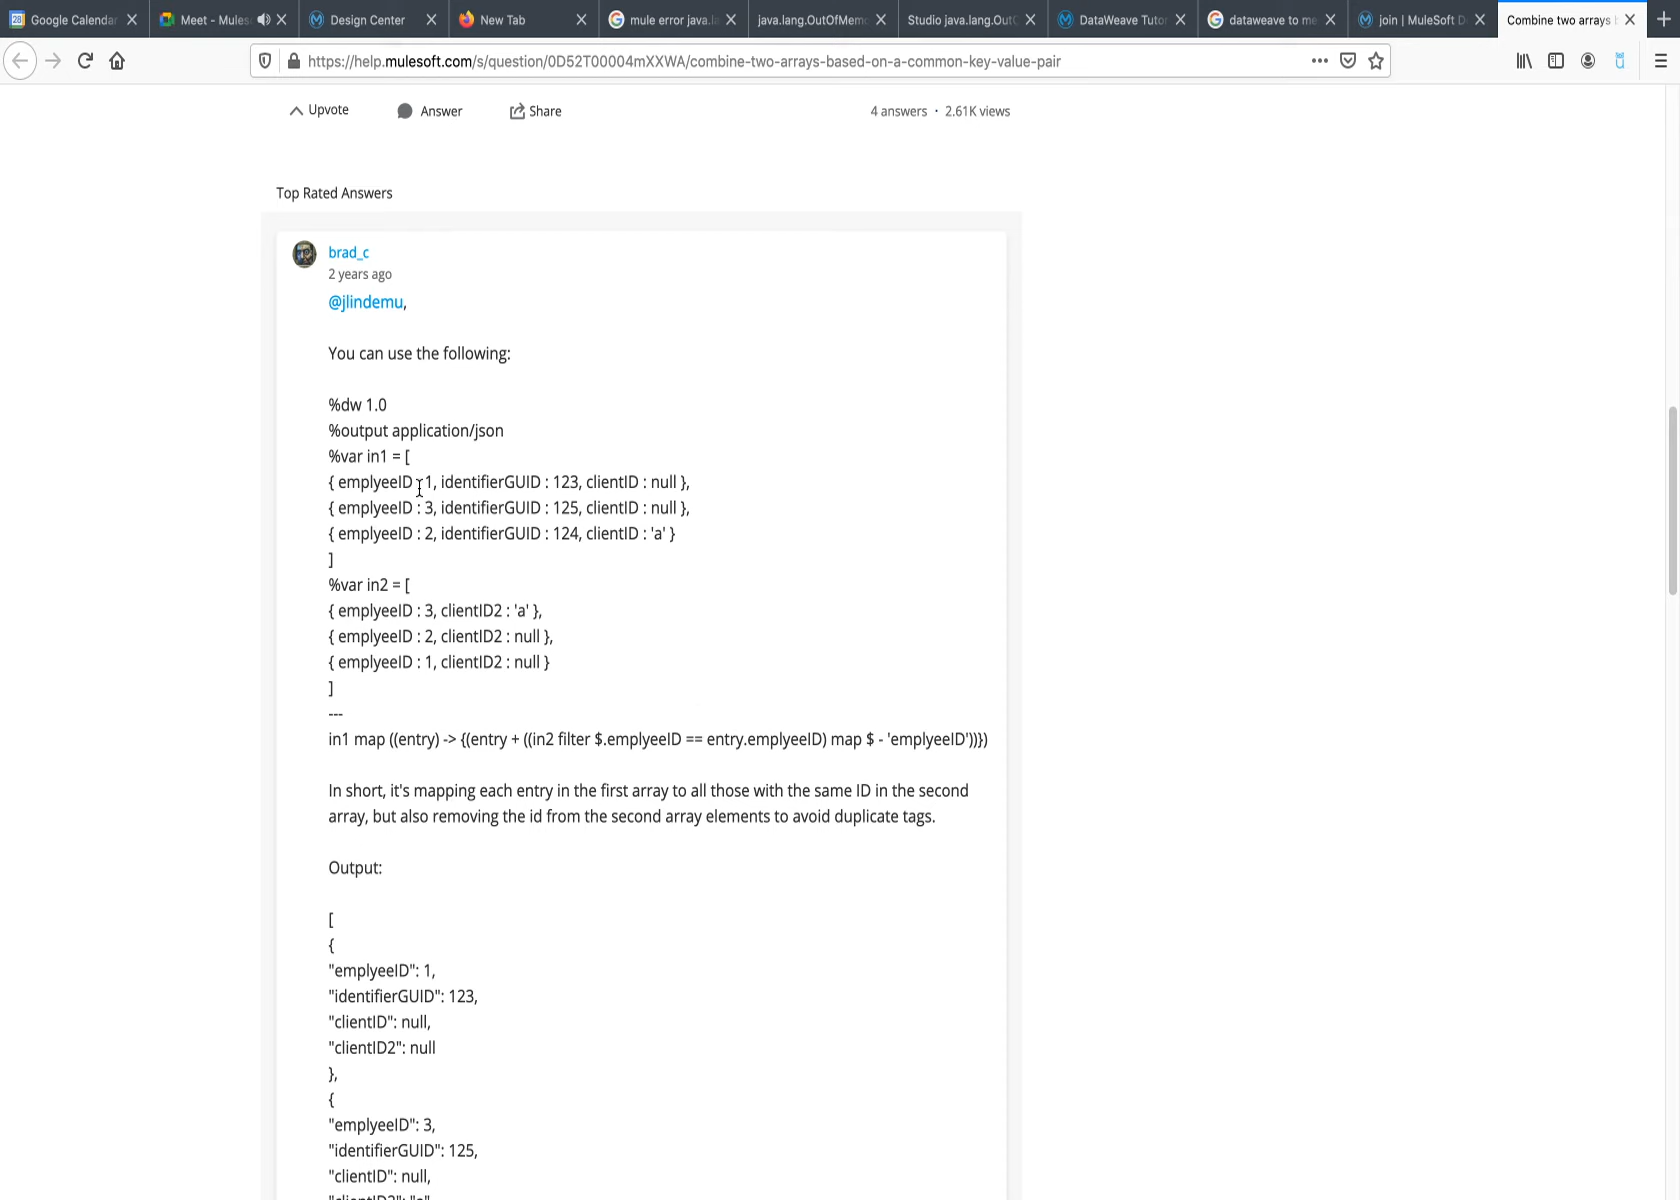 Google Calendar
Meet - Mules
Design Center
New Tab
mule error java.la
java.lang.OutOfMemo
Studio java.lang.Out
DataWeave Tutor
dataweave to me
join | MuleSoft D
Combine two arrays
https://help.mulesoft.com/s/question/0D52T00004mXXWA/combine-two-arrays-based-on-a-common-key-value-pair
Upvote Answer Share 4 answers · 2.61K views
Top Rated Answers
brad_c
2 years ago
@jlindemu,
You can use the following:
%dw 1.0
%output application/json
%var in1 = [
{ emplyeeID : 1, identifierGUID : 123, clientID : null },
{ emplyeeID : 3, identifierGUID : 125, clientID : null },
{ emplyeeID : 2, identifierGUID : 124, clientID : 'a' }
]
%var in2 = [
{ emplyeeID : 3, clientID2 : 'a' },
{ emplyeeID : 2, clientID2 : null },
{ emplyeeID : 1, clientID2 : null }
]
---
in1 map ((entry) -> {(entry + ((in2 filter $.emplyeeID == entry.emplyeeID) map $ - 'emplyeeID'))})
In short, it's mapping each entry in the first array to all those with the same ID in the second
array, but also removing the id from the second array elements to avoid duplicate tags.
Output:
[
{
"emplyeeID": 1,
"identifierGUID": 123,
"clientID": null,
"clientID2": null
},
{
"emplyeeID": 3,
"identifierGUID": 125,
"clientID": null,